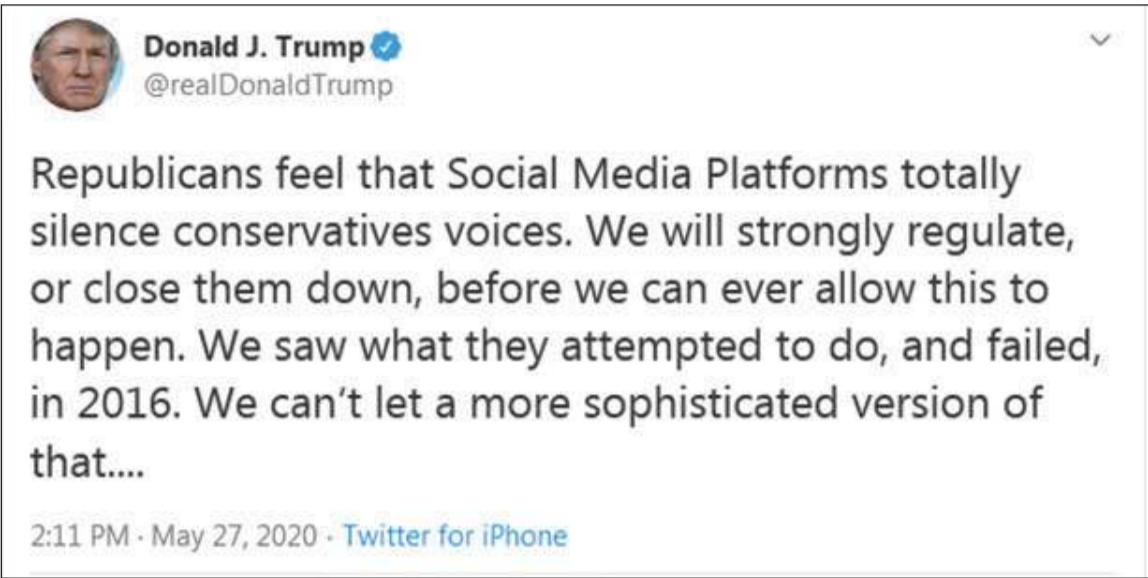 Donald J. Trump
@realDonaldTrump
Republicans feel that Social Media Platforms totally
silence conservatives voices. We will strongly regulate,
or close them down, before we can ever allow this to
happen. We saw what they attempted to do, and failed,
in 2016. We can't let a more sophisticated version of
that....
2:11 PM · May 27, 2020 · Twitter for iPhone